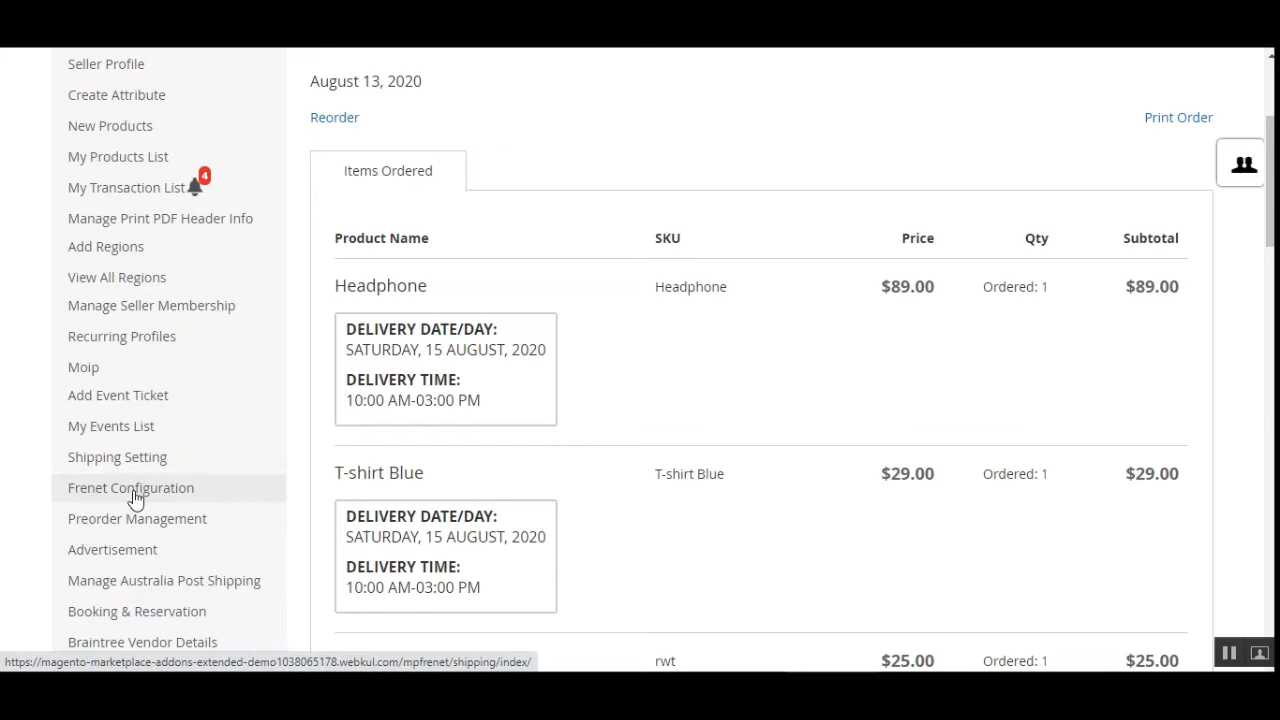 Seller Profile
Create Attribute
New Products
My Products List
My Transaction List 4
Manage Print PDF Header Info
Add Regions
View All Regions
Manage Seller Membership
Recurring Profiles
Moip
Add Event Ticket
My Events List
Shipping Setting
Frenet Configuration
Preorder Management
Advertisement
Manage Australia Post Shipping
Booking & Reservation
Braintree Vendor Details
https://magento-marketplace-addons-extended-demo1038065178.webkul.com/mpfrenet/shipping/index/
August 13, 2020
Reorder Print Order
Items Ordered
Product Name SKU Price Qty Subtotal
Headphone Headphone $89.00 Ordered: 1 $89.00
DELIVERY DATE/DAY:
SATURDAY, 15 AUGUST, 2020
DELIVERY TIME:
10:00 AM-03:00 PM
T-shirt Blue T-shirt Blue $29.00 Ordered: 1 $29.00
DELIVERY DATE/DAY:
SATURDAY, 15 AUGUST, 2020
DELIVERY TIME:
10:00 AM-03:00 PM
rwt $25.00 Ordered: 1 $25.00